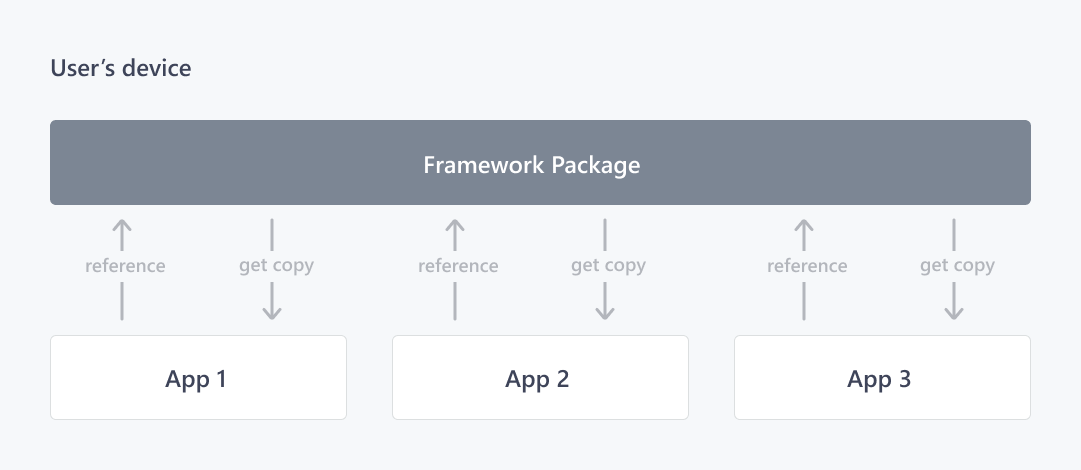 User’s device
Framework Package
reference get copy reference get copy reference get copy
App 1 App 2 App 3